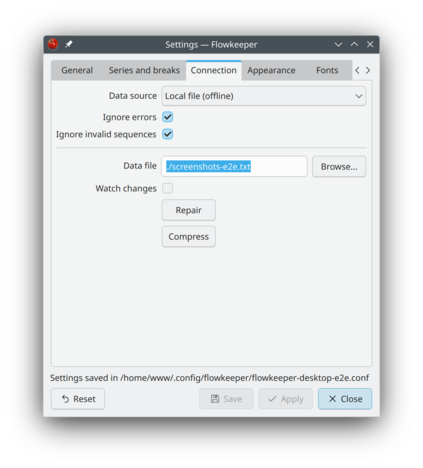 Settings — Flowkeeper
General Series and breaks Connection Appearance Fonts
Data source Local file (offline)
Ignore errors
Ignore invalid sequences
Data file ./screenshots-e2e.txt Browse...
Watch changes
Repair
Compress
Settings saved in /home/www/.config/flowkeeper/flowkeeper-desktop-e2e.conf
Reset Save Apply Close